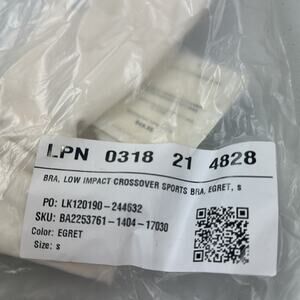 LPN 0318 21 4828
BRA, LOW IMPACT CROSSOVER SPORTS BRA, EGRET, s
PO: LK120190-244632
SKU: BA2253761-1404-17030
Color: EGRET
Size: s